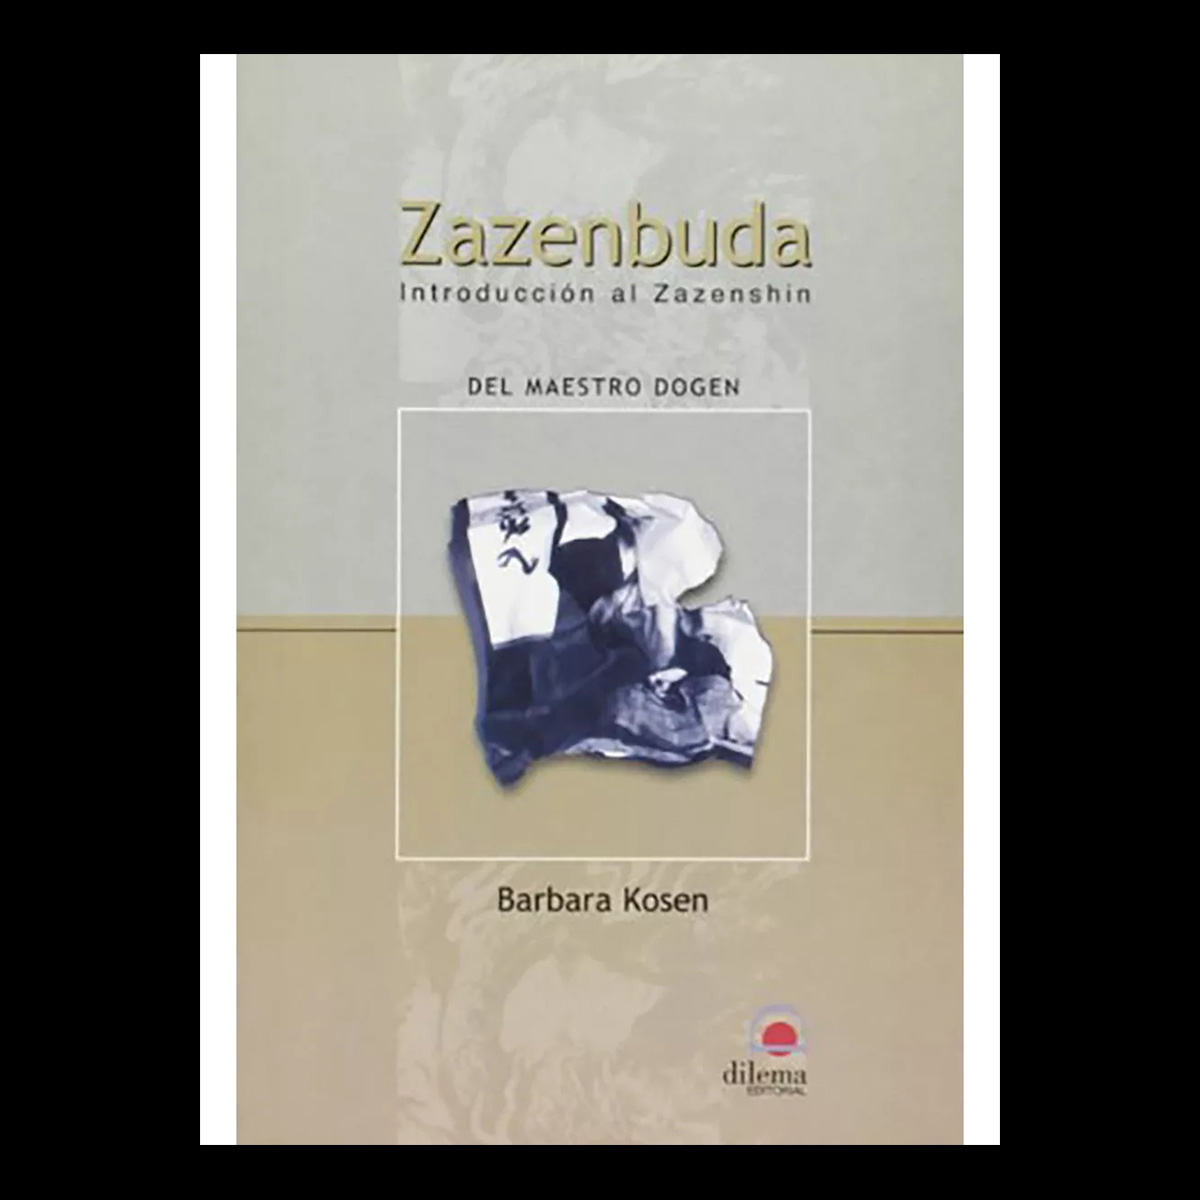 Zazenbuda
Introducción al Zazenshin
DEL MAESTRO DOGEN
Barbara Kosen
dilema
EDITORIAL